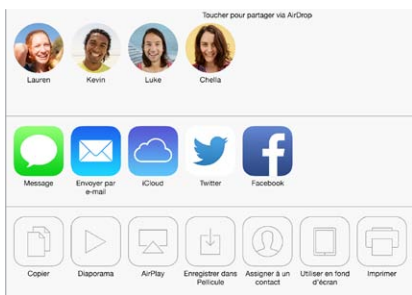 Toucher pour partager via AirDrop
Lauren Kevin Luke Chella
Message Envoyer par e-mail iCloud Twitter Facebook
Copier Diaporama AirPlay Enregistrer dans Pellicule Assigner à un contact Utiliser en fond d'écran Imprimer